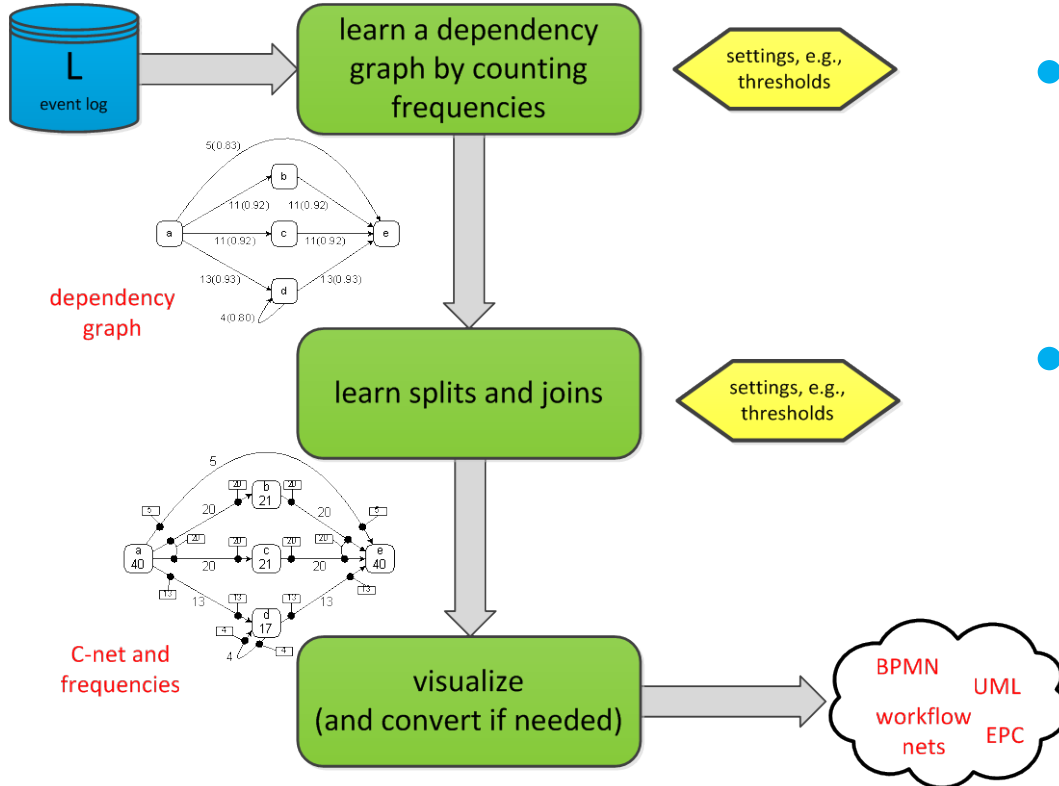 L
event log
learn a dependency
graph by counting
frequencies
settings, e.g.,
thresholds
5(0.83)
b
11(0.92)
11(0.92)
a
c
e
11(0.92)
11(0.92)
13(0.93)
13(0.93)
d
4(0.80)
dependency
graph
learn splits and joins
settings, e.g.,
thresholds
5
20
b
21
20
20
20
5
5
a
40
20
20
c
21
20
20
e
40
20
20
13
13
13
d
17
13
13
13
4
4
4
C-net and
frequencies
visualize
(and convert if needed)
BPMN
UML
workflow
nets
EPC